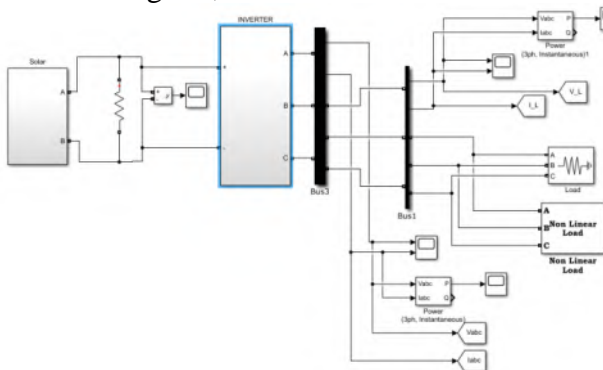 INVERTER
Solar
A
B
+
-
+
-
v
+
-
A
B
C
Bus3
Bus1
Vabc
Iabc
P
Q
Power
(3ph, Instantaneous)1
V_L
I_L
A
B
C
Load
A
B
C
Non Linear
Load
Non Linear
Load
Vabc
Iabc
P
Q
Power
(3ph, Instantaneous)
Vabc
Iabc